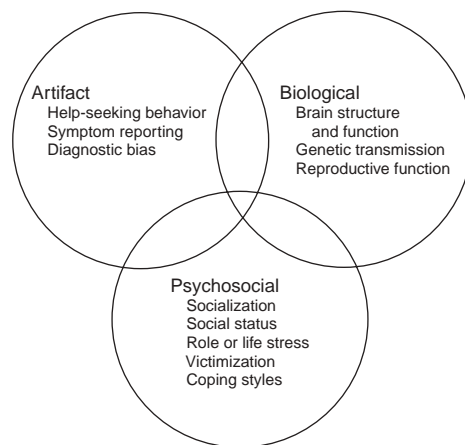 Artifact
Help-seeking behavior
Symptom reporting
Diagnostic bias
Biological
Brain structure
and function
Genetic transmission
Reproductive function
Psychosocial
Socialization
Social status
Role or life stress
Victimization
Coping styles